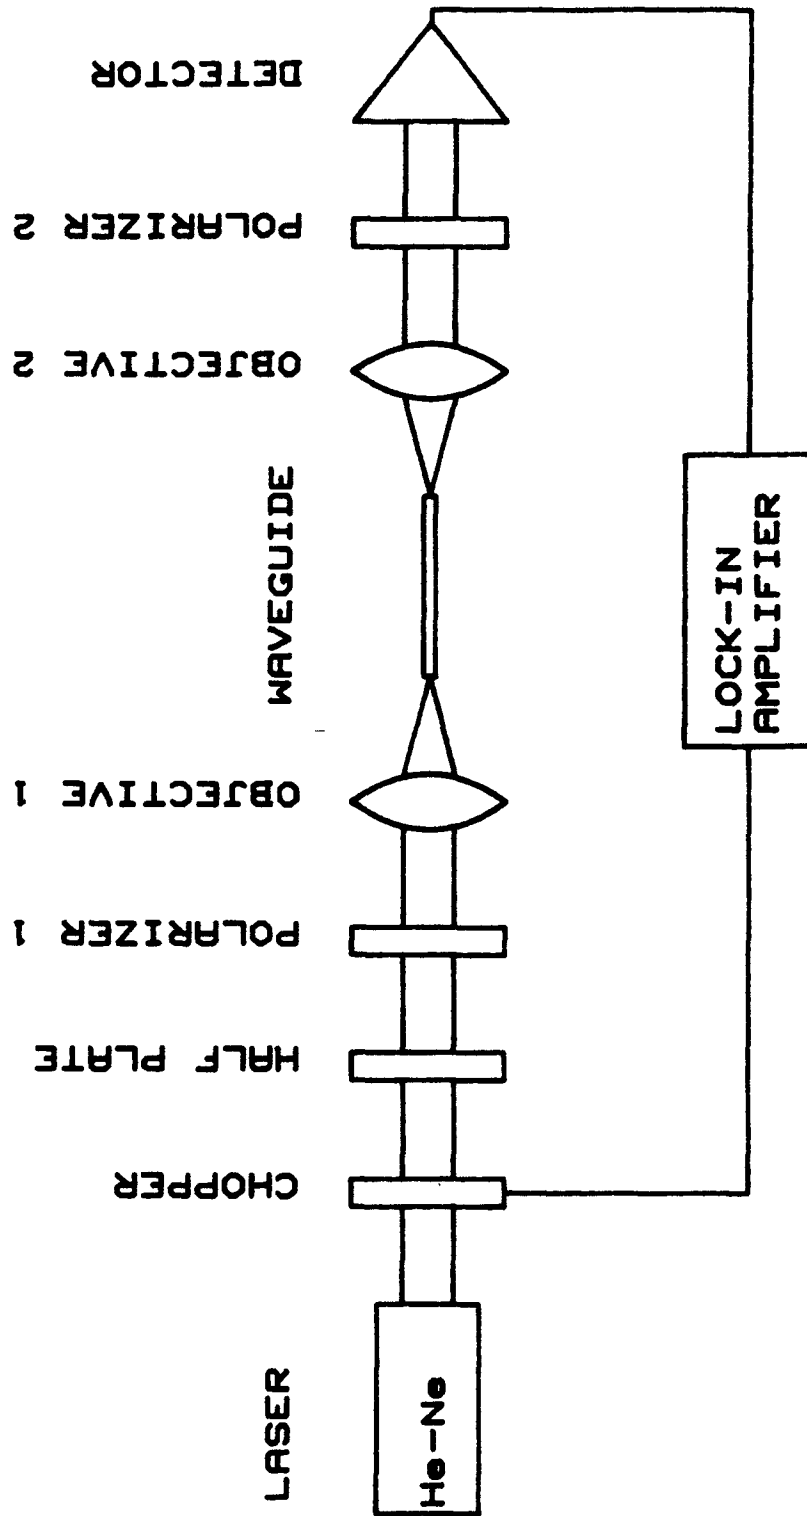 DETECTOR
POLARIZER 2
OBJECTIVE 2
WAVEGUIDE
OBJECTIVE 1
POLARIZER 1
HALF PLATE
CHOPPER
LASER
He-Ne
LOCK-IN
AMPLIFIER